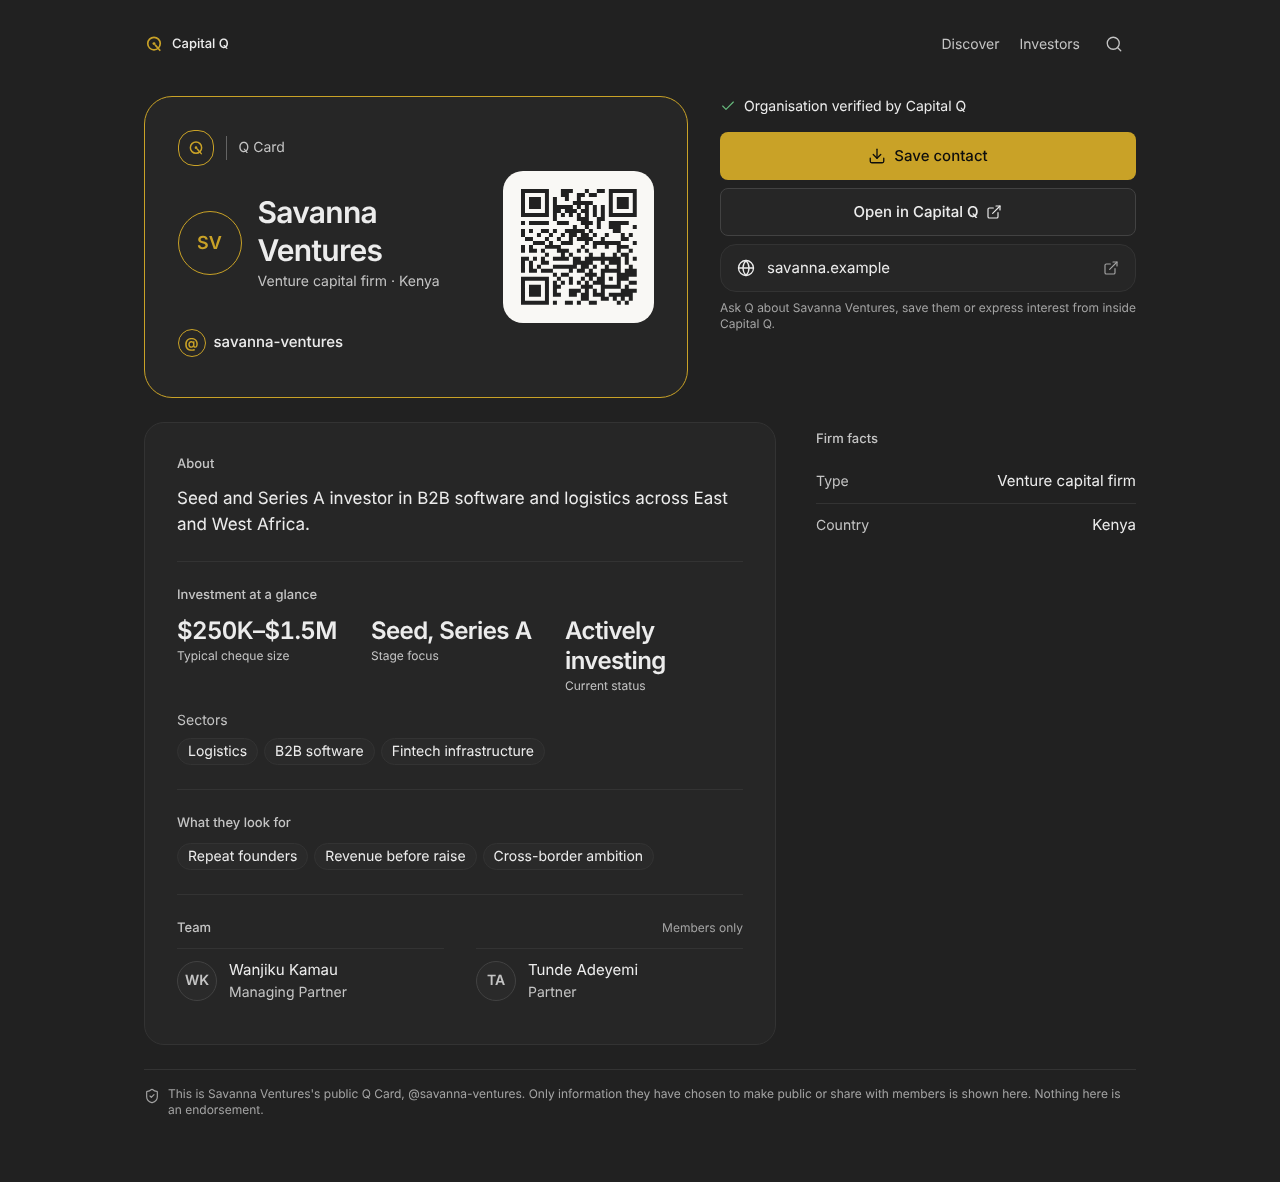 Capital Q
Discover
Investors
Q Card
SV
Savanna
Ventures
Venture capital firm · Kenya
@ savanna-ventures
Organisation verified by Capital Q
Save contact
Open in Capital Q
savanna.example
Ask Q about Savanna Ventures, save them or express interest from inside
Capital Q.
About
Seed and Series A investor in B2B software and logistics across East
and West Africa.
Investment at a glance
$250K–$1.5M
Typical cheque size
Seed, Series A
Stage focus
Actively
investing
Current status
Sectors
Logistics
B2B software
Fintech infrastructure
What they look for
Repeat founders
Revenue before raise
Cross-border ambition
Team
Members only
WK
Wanjiku Kamau
Managing Partner
TA
Tunde Adeyemi
Partner
Firm facts
Type
Venture capital firm
Country
Kenya
This is Savanna Ventures's public Q Card, @savanna-ventures. Only information they have chosen to make public or share with members is shown here. Nothing here is
an endorsement.